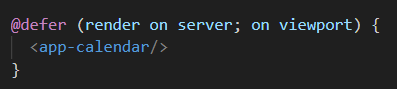 @defer (render on server; on viewport) {
  <app-calendar/>
}